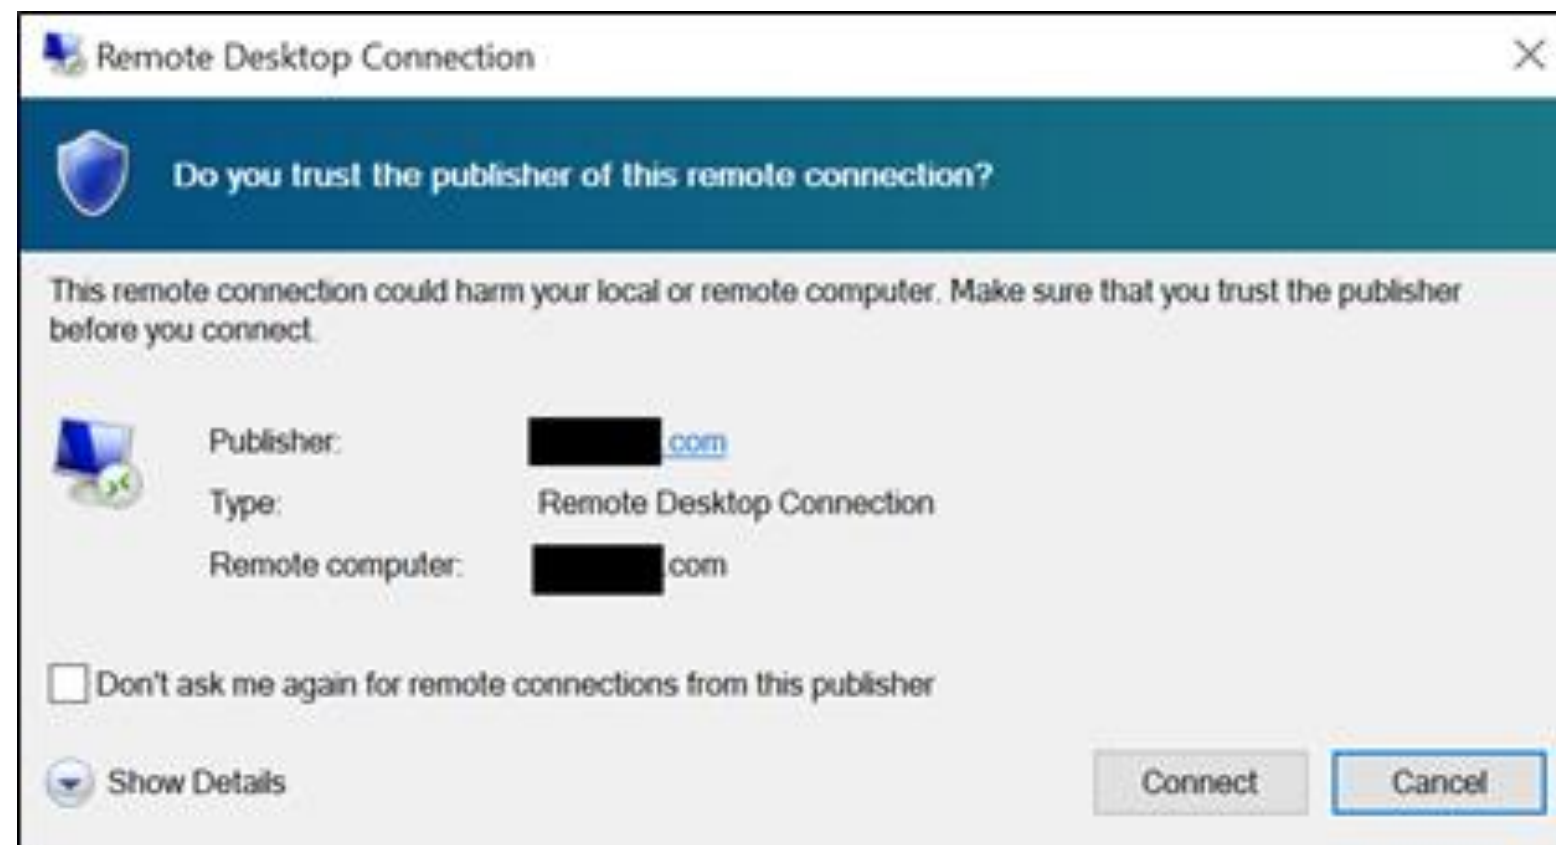 Remote Desktop Connection
Do you trust the publisher of this remote connection?
This remote connection could harm your local or remote computer. Make sure that you trust the publisher
before you connect.
Publisher: .com
Type: Remote Desktop Connection
Remote computer: .com
Don't ask me again for remote connections from this publisher
Show Details
Connect Cancel